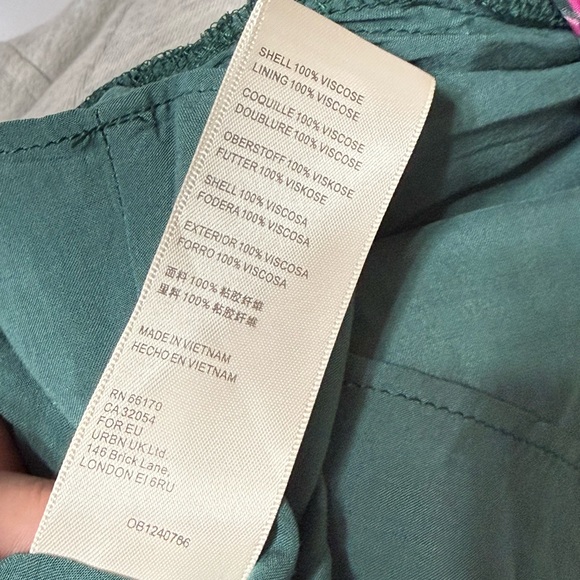 SHELL 100% VISCOSE
LINING 100% VISCOSE
COQUILLE 100% VISCOSE
DOUBLURE 100% VISCOSE
OBERSTOFF 100% VISKOSE
FUTTER 100% VISKOSE
SHELL 100% VISCOSA
FODERA 100% VISCOSA
EXTERIOR 100% VISCOSA
FORRO 100% VISCOSA
面料 100% 粘胶纤维
里料 100% 粘胶纤维
MADE IN VIETNAM
HECHO EN VIETNAM
RN 66170
CA 32054
FOR EU
URBN UK Ltd.
146 Brick Lane,
LONDON EI 6RU
OB1240766